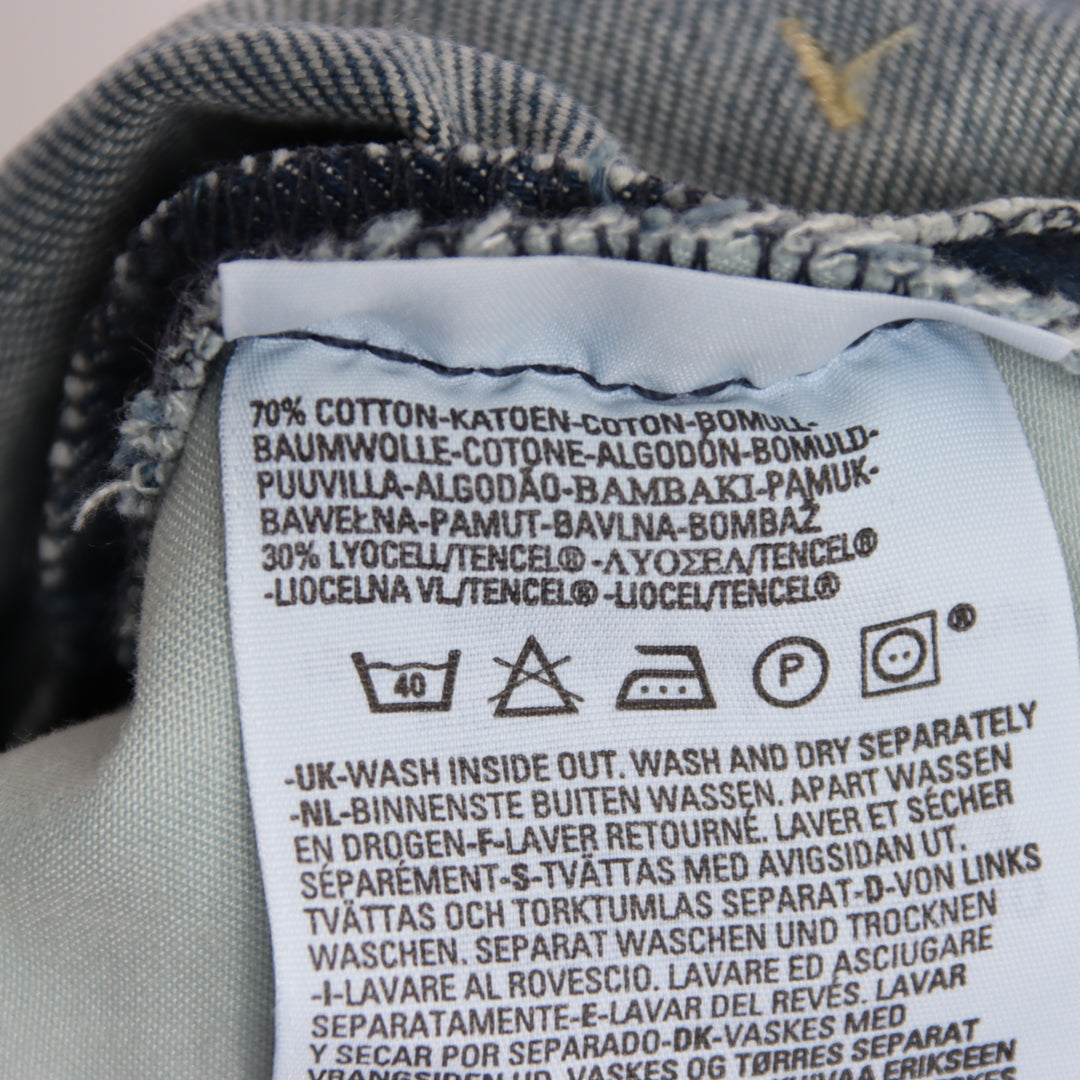 70% COTTON-KATOEN-COTON-BOMULL-
BAUMWOLLE-COTONE-ALGODÓN-BOMULD-
PUUVILLA-ALGODÃO-BAMBAKI-PAMUK-
BAWEŁNA-PAMUT-BAVLNA-BOMBAŽ
30% LYOCELL/TENCEL® -ΛΥΟΣΕΛ/TENCEL®
-LIOCELNA VL/TENCEL® -LIOCEL/TENCEL®
40 P ®
-UK-WASH INSIDE OUT. WASH AND DRY SEPARATELY
-NL-BINNENSTE BUITEN WASSEN. APART WASSEN
EN DROGEN-F-LAVER RETOURNÉ. LAVER ET SÉCHER
SÉPARÉMENT-S-TVÄTTAS MED AVIGSIDAN UT.
TVÄTTAS OCH TORKTUMLAS SEPARAT-D-VON LINKS
WASCHEN. SEPARAT WASCHEN UND TROCKNEN
-I-LAVARE AL ROVESCIO. LAVARE ED ASCIUGARE
SEPARATAMENTE-E-LAVAR DEL REVÉS. LAVAR
Y SECAR POR SEPARADO-DK-VASKES MED
VRANGSIDEN UD. VASKES OG TØRRES SEPARAT
ERIKSEEN